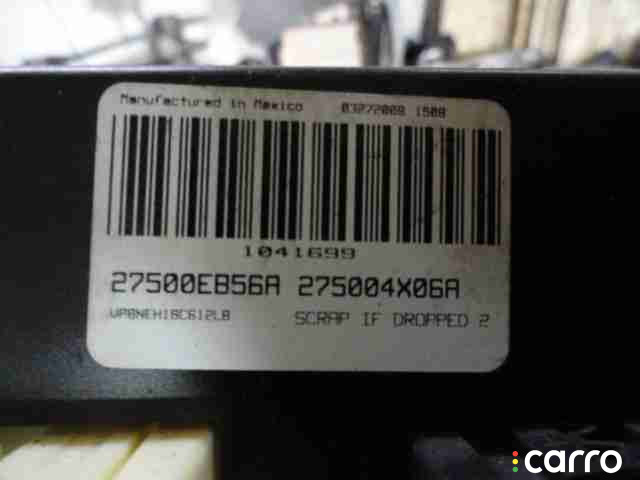 Manufactured in Mexico 03272009 1508
1041699
27500EB56A 275004X06A
VP8NEH18C612LB SCRAP IF DROPPED 2
carro